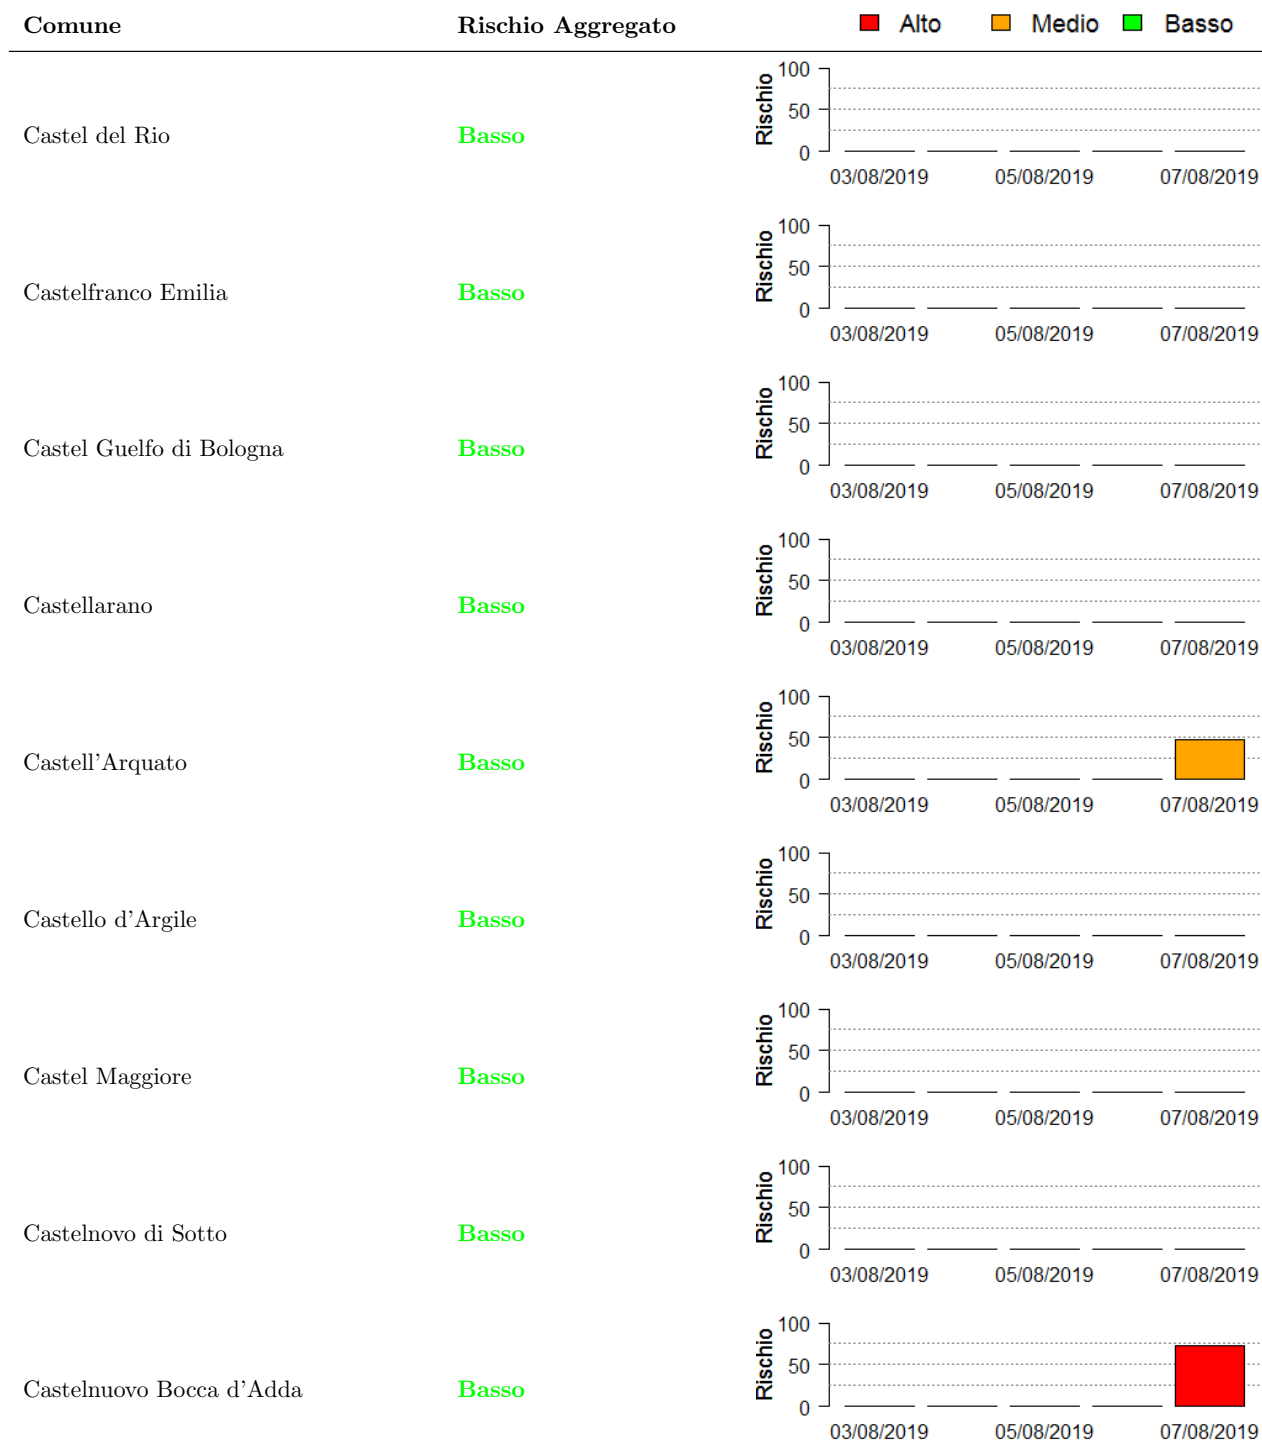 Comune Rischio Aggregato Alto Medio Basso
Castel del Rio Basso
Rischio
100
50
0
03/08/2019 05/08/2019 07/08/2019
Castelfranco Emilia Basso
Rischio
100
50
0
03/08/2019 05/08/2019 07/08/2019
Castel Guelfo di Bologna Basso
Rischio
100
50
0
03/08/2019 05/08/2019 07/08/2019
Castellarano Basso
Rischio
100
50
0
03/08/2019 05/08/2019 07/08/2019
Castell'Arquato Basso
Rischio
100
50
0
03/08/2019 05/08/2019 07/08/2019
Castello d'Argile Basso
Rischio
100
50
0
03/08/2019 05/08/2019 07/08/2019
Castel Maggiore Basso
Rischio
100
50
0
03/08/2019 05/08/2019 07/08/2019
Castelnovo di Sotto Basso
Rischio
100
50
0
03/08/2019 05/08/2019 07/08/2019
Castelnuovo Bocca d'Adda Basso
Rischio
100
50
0
03/08/2019 05/08/2019 07/08/2019